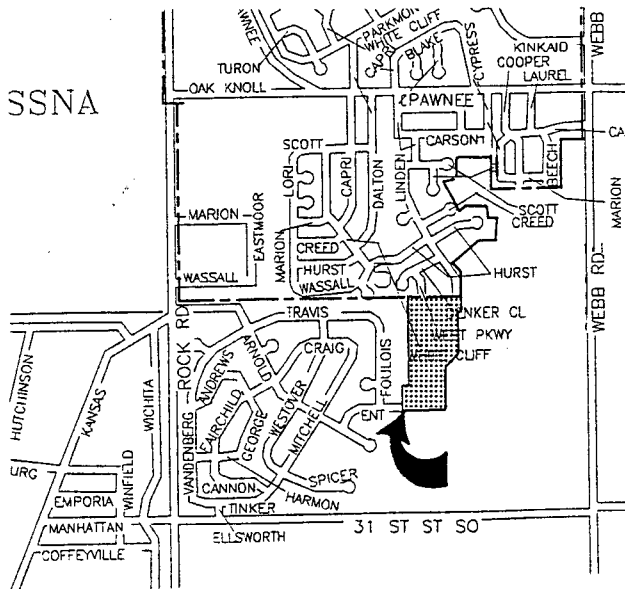 PARKMON
WHITE CLIFF
CAPRI
BLAKE
CYPRESS
KINKAID
COOPER
LAUREL
WEBB
TURON
OAK KNOLL
PAWNEE
SSNA
CARSON
SCOTT
LORI
CAPRI
DALTON
LINDEN
BEECH
CA
MARION
EASTMOOR
MARION
SCOTT
CREED
MARION
CREED
HURST
WASSALL
HURST
WASSALL
WEBB RD.
ROCK RD
TRAVIS
TINKER CL
WEST PKWY
WHITE CLIFF
ANDREWS
ARNOLD
CRAIG
FOULOIS
HUTCHINSON
KANSAS
WICHITA
FAIRCHILD
GEORGE
WESTOVER
MITCHELL
ENT
VANDENBERG
URG
WINFIELD
CANNON
SPICER
HARMON
EMPORIA
TINKER
MANHATTAN
ELLSWORTH
31 ST ST SO
COFFEYVILLE